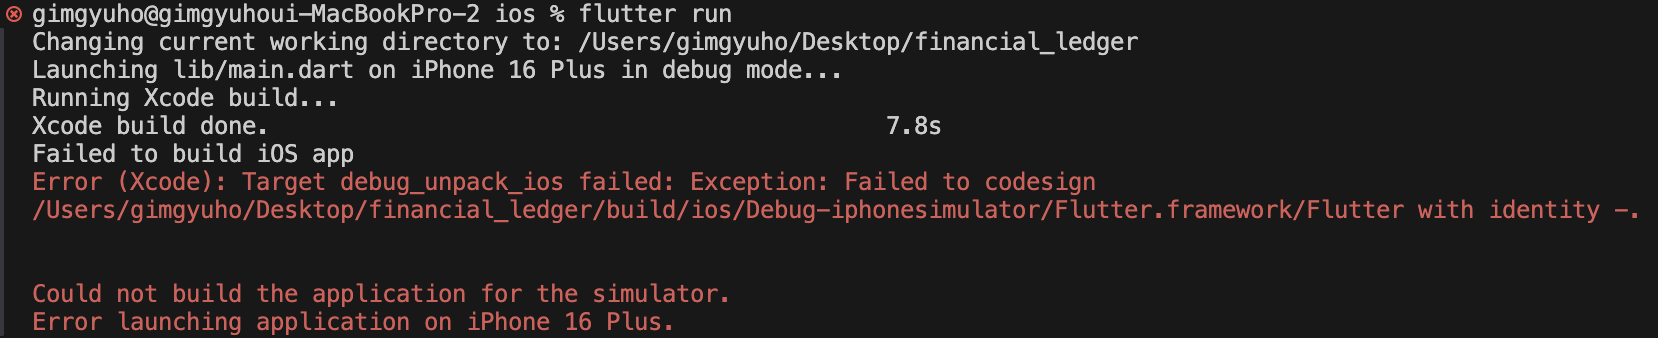 gimgyuho@gimgyuhoui-MacBookPro-2 ios % flutter run
Changing current working directory to: /Users/gimgyuho/Desktop/financial_ledger
Launching lib/main.dart on iPhone 16 Plus in debug mode...
Running Xcode build...
Xcode build done. 7.8s
Failed to build iOS app
Error (Xcode): Target debug_unpack_ios failed: Exception: Failed to codesign
/Users/gimgyuho/Desktop/financial_ledger/build/ios/Debug-iphonesimulator/Flutter.framework/Flutter with identity -.
Could not build the application for the simulator.
Error launching application on iPhone 16 Plus.